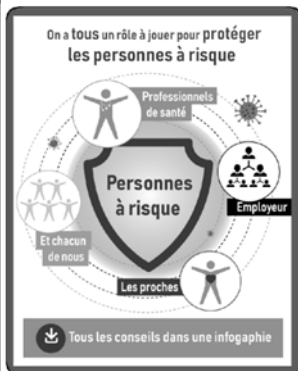 On a tous un rôle à jouer pour protéger
les personnes à risque
Professionnels
de santé
Personnes
à risque
Employeur
Et chacun
de nous
Les proches
Tous les conseils dans une infogaphie